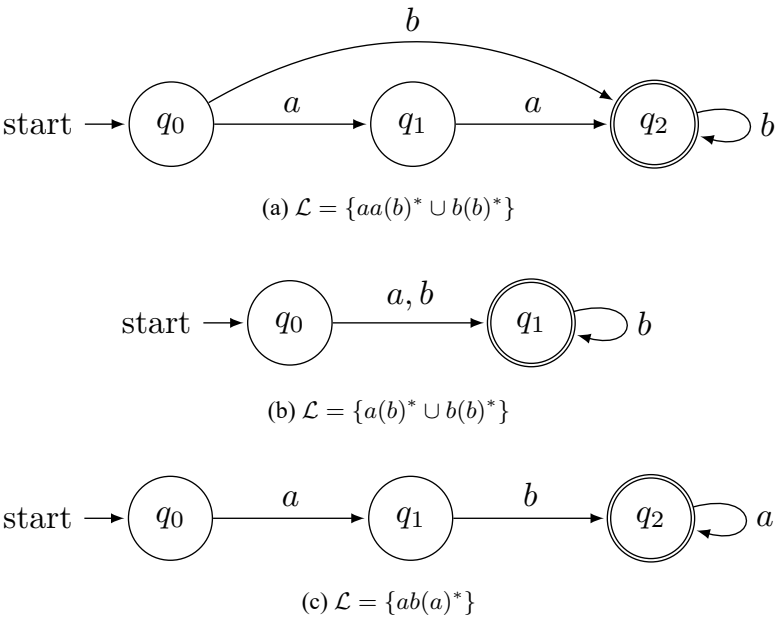 b
start q₀ a q₁ a q₂ b
(a) ℒ = {aa(b)* ∪ b(b)*}
start q₀ a, b q₁ b
(b) ℒ = {a(b)* ∪ b(b)*}
start q₀ a q₁ b q₂ a
(c) ℒ = {ab(a)*}